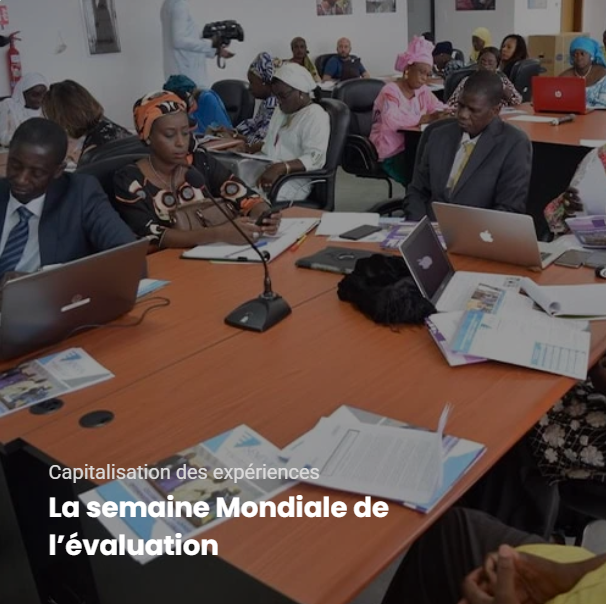 Capitalisation des expériences
La semaine Mondiale de
l’évaluation